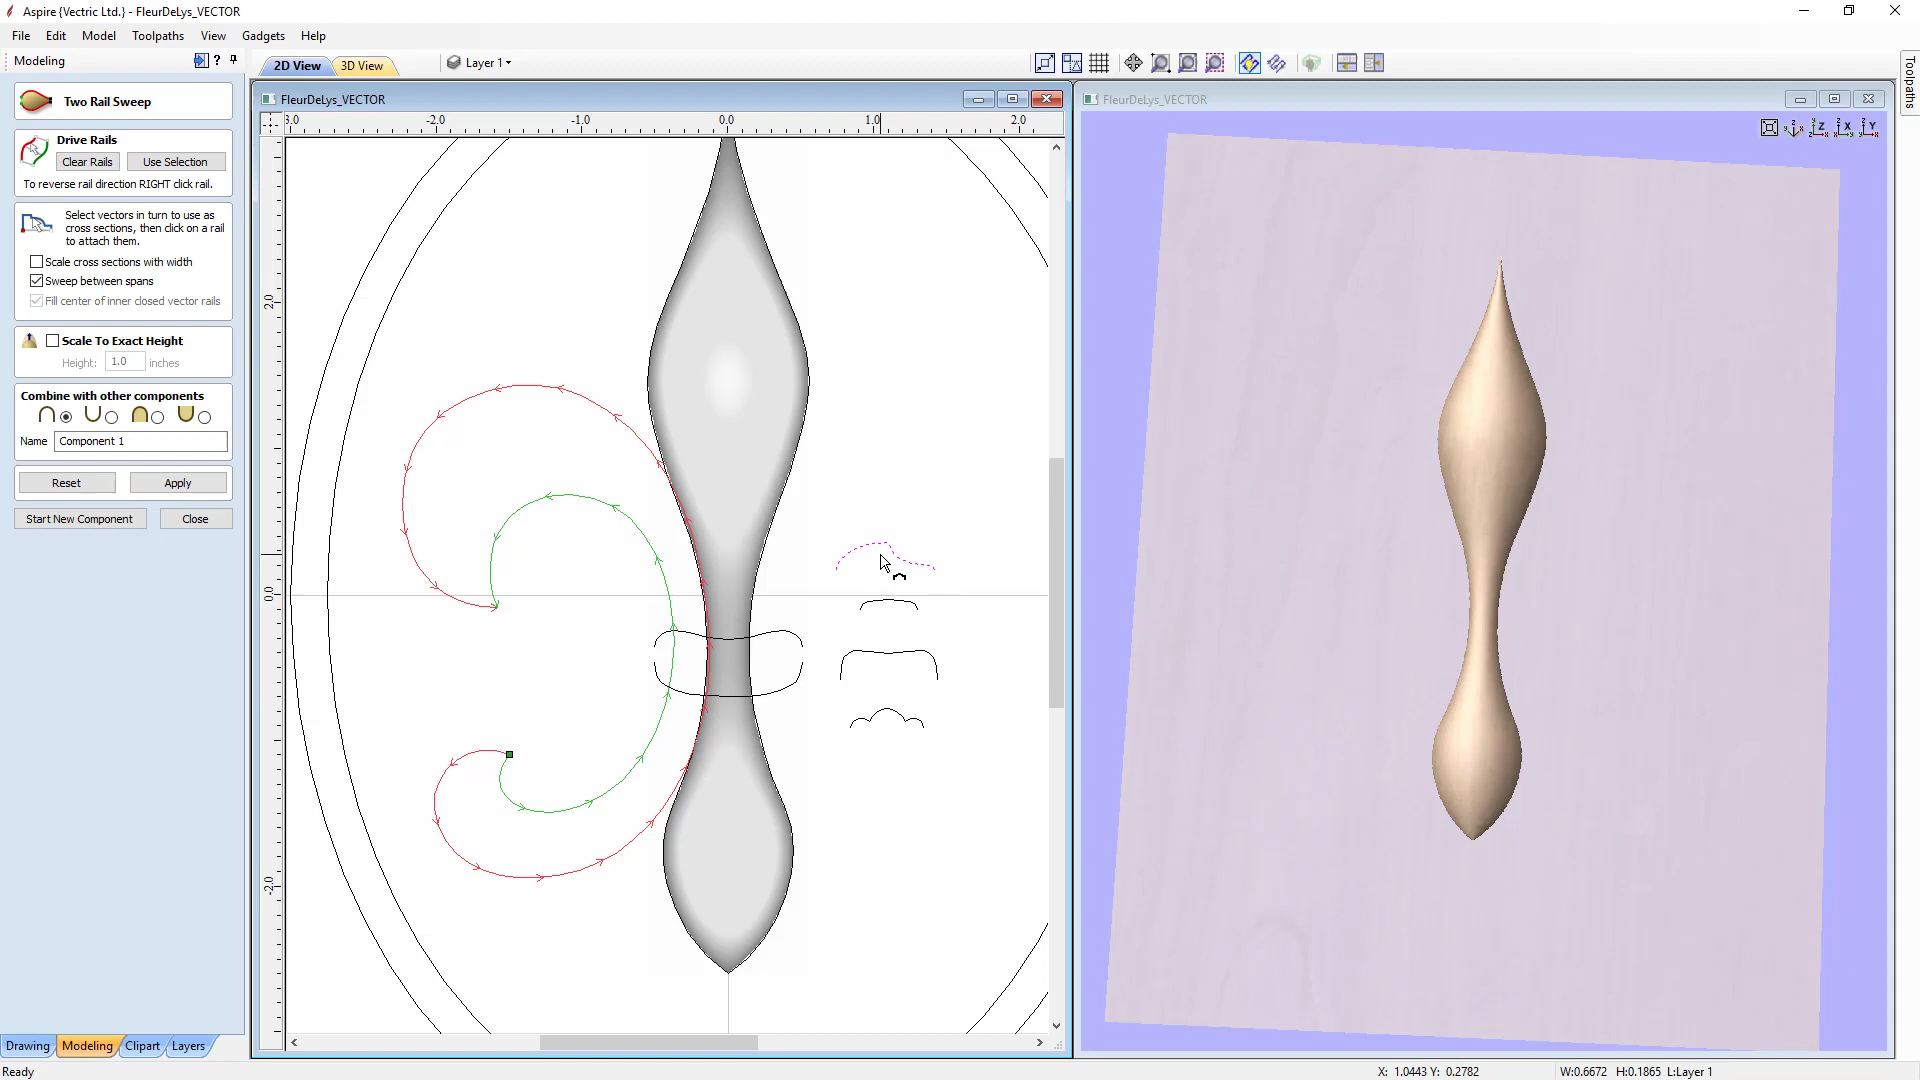 Aspire {Vectric Ltd.} - FleurDeLys_VECTOR
File Edit Model Toolpaths View Gadgets Help
Modeling
2D View 3D View Layer 1
Toolpaths
Two Rail Sweep
FleurDeLys_VECTOR
FleurDeLys_VECTOR
3.0 -2.0 -1.0 0.0 1.0 2.0
Drive Rails
Clear Rails Use Selection
To reverse rail direction RIGHT click rail.
Select vectors in turn to use as
cross sections, then click on a rail
to attach them.
Scale cross sections with width
Sweep between spans
Fill center of inner closed vector rails
Scale To Exact Height
Height: 1.0 inches
Combine with other components
Name Component 1
Reset Apply
Start New Component Close
2.0
0.0
-2.0
Z X Y
Drawing Modeling Clipart Layers
Ready
X: 1.0443 Y: 0.2782 W:0.6672 H:0.1865 L:Layer 1